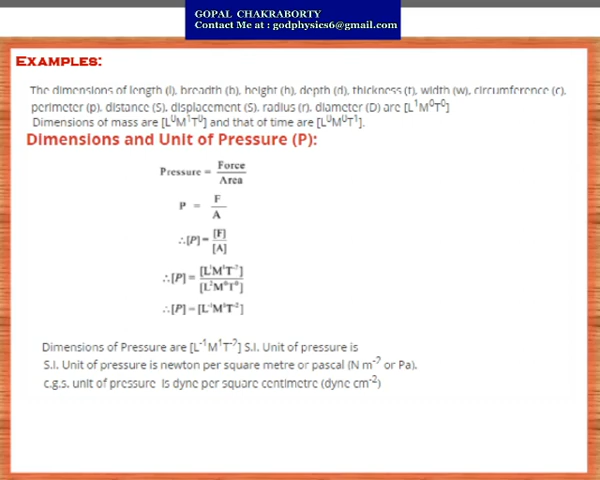 GOPAL CHAKRABORTY
Contact Me at : godphysics6@gmail.com
EXAMPLES:
The dimensions of length (l), breadth (b), height (h), depth (d), thickness (t), width (w), circumference (c),
perimeter (p), distance (S), displacement (S), radius (r), diameter (D) are [L¹M⁰T⁰]
Dimensions of mass are [L⁰M¹T⁰] and that of time are [L⁰M⁰T¹].
Dimensions and Unit of Pressure (P):
Pressure = Force / Area
P = F / A
∴[P] = [F] / [A]
∴[P] = [L¹M¹T⁻²] / [L²M⁰T⁰]
∴[P] = [L⁻¹M¹T⁻²]
Dimensions of Pressure are [L⁻¹M¹T⁻²] S.I. Unit of pressure is
S.I. Unit of pressure is newton per square metre or pascal (N m⁻² or Pa).
c.g.s. unit of pressure is dyne per square centimetre (dyne cm⁻²)